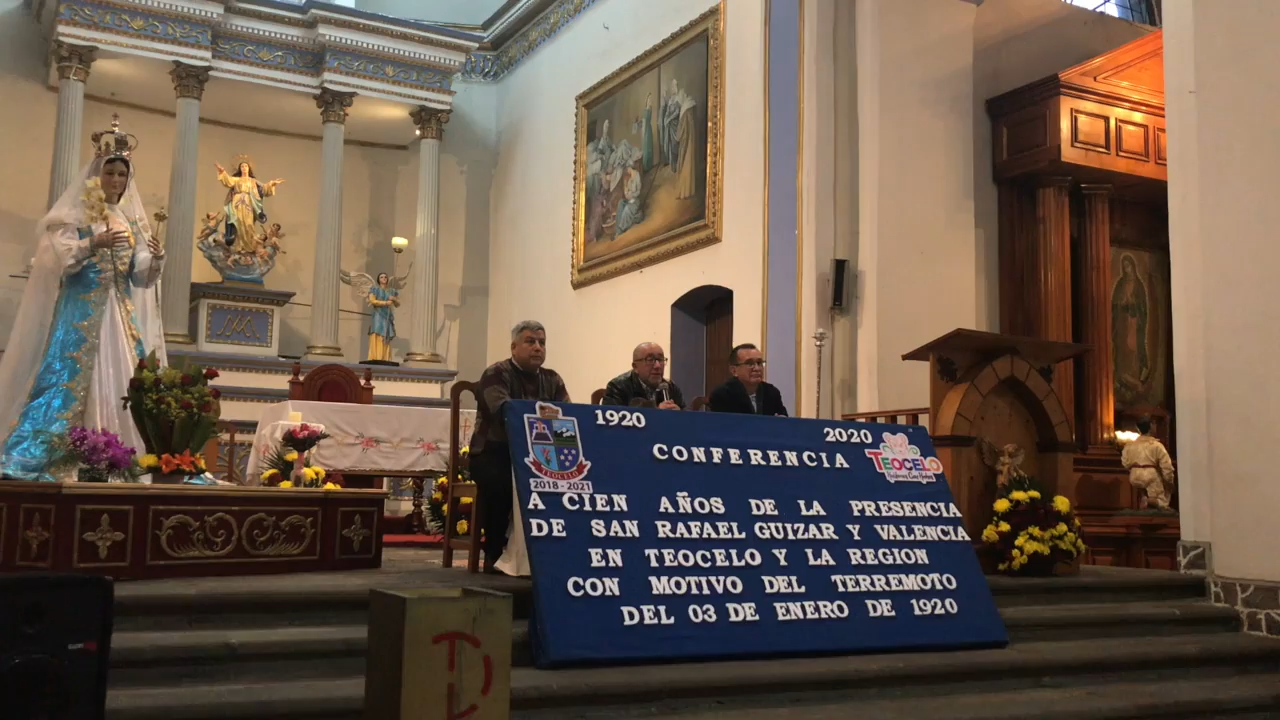 1920
2020
CONFERENCIA
TEOCELO
2018 - 2021
TEOCELO
A CIEN AÑOS DE LA PRESENCIA
DE SAN RAFAEL GUIZAR Y VALENCIA
EN TEOCELO Y LA REGION
CON MOTIVO DEL TERREMOTO
DEL 03 DE ENERO DE 1920